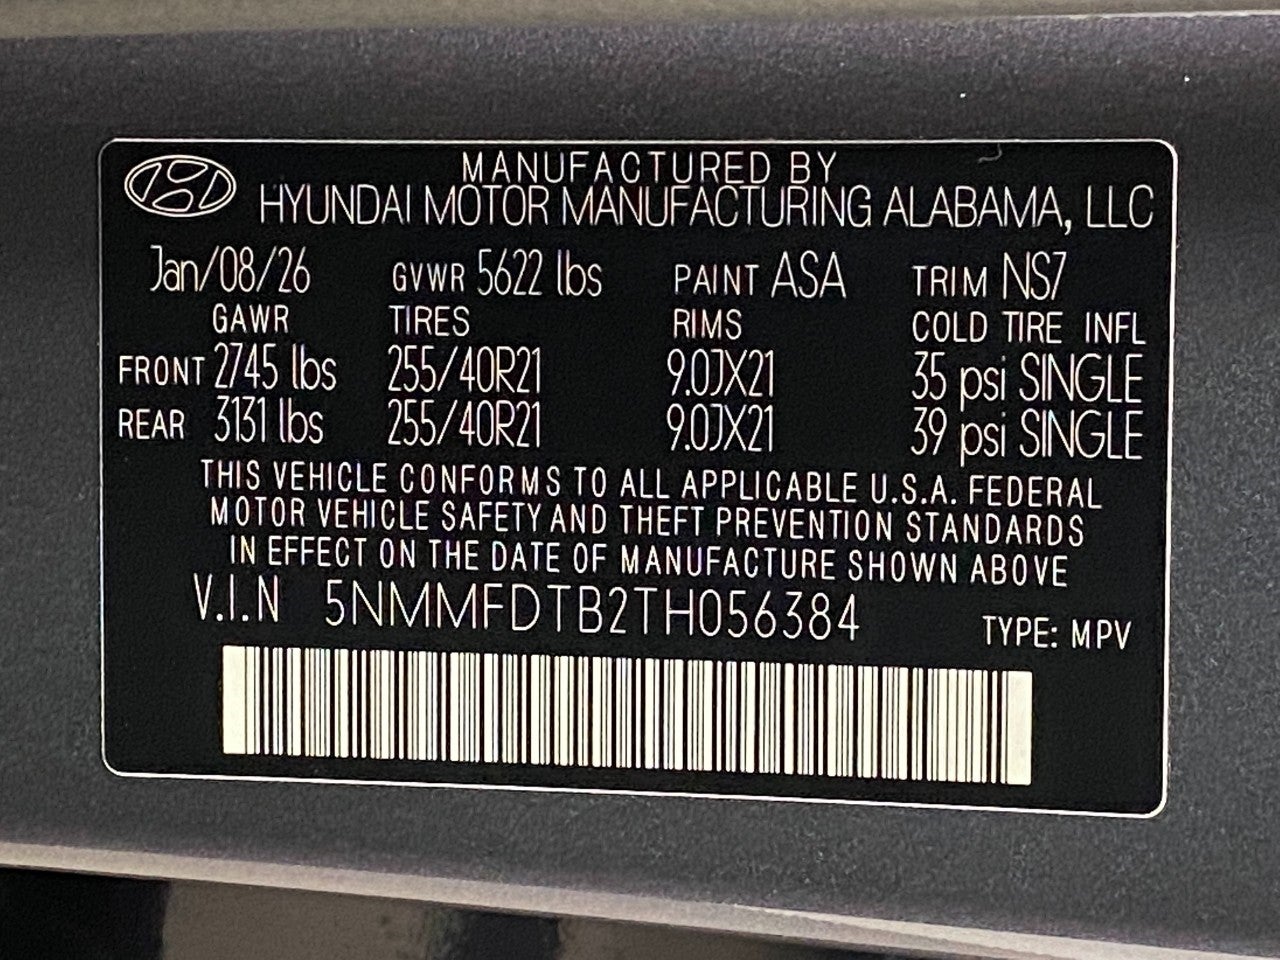 MANUFACTURED BY
HYUNDAI MOTOR MANUFACTURING ALABAMA, LLC
Jan/08/26 GVWR 5622 lbs PAINT ASA TRIM NS7
GAWR TIRES RIMS COLD TIRE INFL
FRONT 2745 lbs 255/40R21 9.0JX21 35 psi SINGLE
REAR 3131 lbs 255/40R21 9.0JX21 39 psi SINGLE
THIS VEHICLE CONFORMS TO ALL APPLICABLE U.S.A. FEDERAL
MOTOR VEHICLE SAFETY AND THEFT PREVENTION STANDARDS
IN EFFECT ON THE DATE OF MANUFACTURE SHOWN ABOVE
V.I.N 5NMMFDTB2TH056384 TYPE: MPV